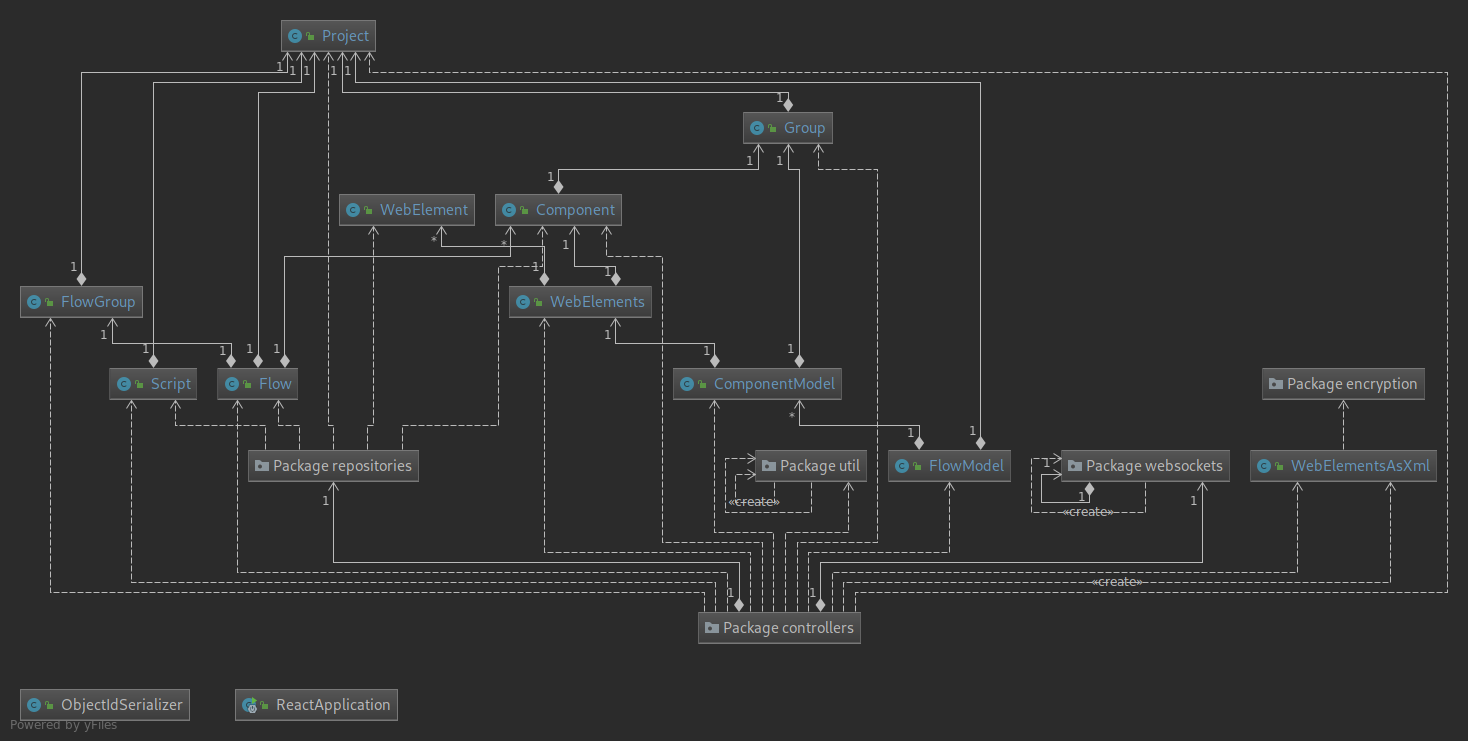 Project
1
1
1
1
1
1
Group
1
1
1
WebElement
Component
*
*
1
1
1
1
FlowGroup
WebElements
1
1
1
1
1
1
1
1
Script
Flow
ComponentModel
Package encryption
*
1
1
Package repositories
Package util
FlowModel
1
Package websockets
WebElementsAsXml
1
«create»
1
1
«create»
«create»
1
1
Package controllers
ObjectIdSerializer
ReactApplication
Powered by yFiles